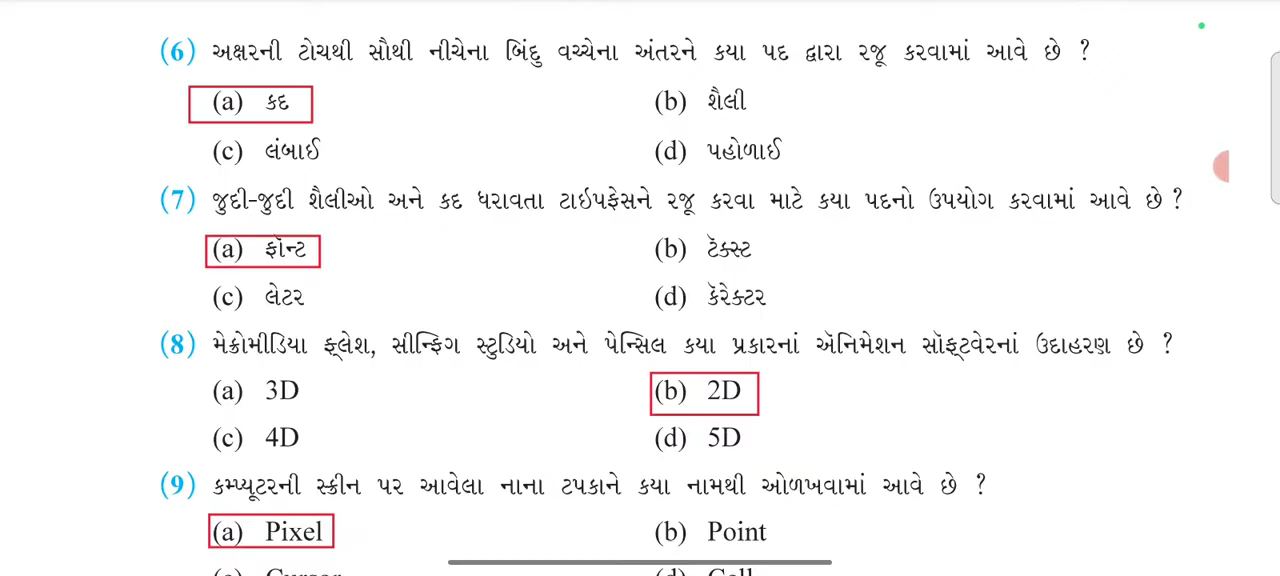 (6) અક્ષરની ટોચથી સૌથી નીચેના બિંદુ વચ્ચેના અંતરને કયા પદ દ્વારા રજૂ કરવામાં આવે છે ?
(a) કદ (b) શૈલી
(c) લંબાઈ (d) પહોળાઈ
(7) જુદી-જુદી શૈલીઓ અને કદ ધરાવતા ટાઇપફેસને રજૂ કરવા માટે કયા પદનો ઉપયોગ કરવામાં આવે છે ?
(a) ફૉન્ટ (b) ટૅક્સ્ટ
(c) લેટર (d) કૅરેક્ટર
(8) મેક્રોમીડિયા ફ્લેશ, સીન્ફિગ સ્ટુડિયો અને પેન્સિલ કયા પ્રકારનાં ઍનિમેશન સૉફ્ટવેરનાં ઉદાહરણ છે ?
(a) 3D (b) 2D
(c) 4D (d) 5D
(9) કમ્પ્યૂટરની સ્ક્રીન પર આવેલા નાના ટપકાને કયા નામથી ઓળખવામાં આવે છે ?
(a) Pixel (b) Point